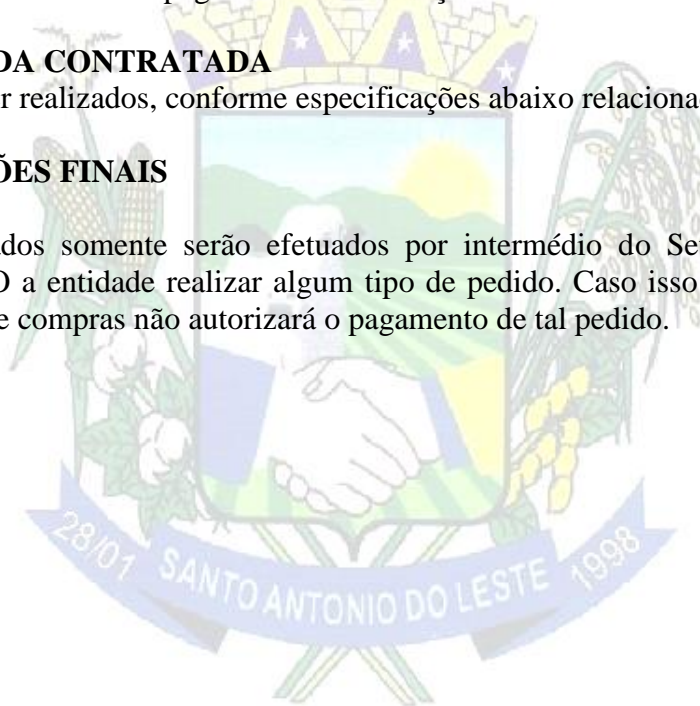 DA CONTRATADA
r realizados, conforme especificações abaixo relaciona
ÕES FINAIS
dos somente serão efetuados por intermédio do Se
O a entidade realizar algum tipo de pedido. Caso isso
e compras não autorizará o pagamento de tal pedido.
28/01 SANTO ANTONIO DO LESTE 1998